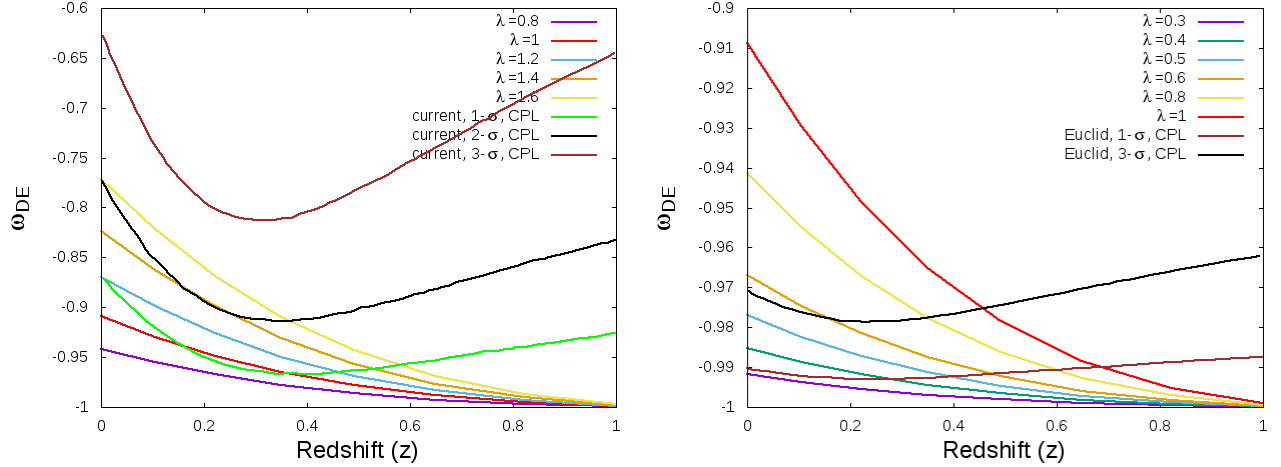 -0.6
-0.65
-0.7
-0.75
-0.8
-0.85
-0.9
-0.95
-1
0
0.2
0.4
0.6
0.8
1
ωDE
Redshift (z)
λ=0.8
λ=1
λ=1.2
λ=1.4
λ=1.6
current, 1-σ, CPL
current, 2-σ, CPL
current, 3-σ, CPL
-0.9
-0.91
-0.92
-0.93
-0.94
-0.95
-0.96
-0.97
-0.98
-0.99
-1
0
0.2
0.4
0.6
0.8
1
ωDE
Redshift (z)
λ=0.3
λ=0.4
λ=0.5
λ=0.6
λ=0.8
λ=1
Euclid, 1-σ, CPL
Euclid, 3-σ, CPL